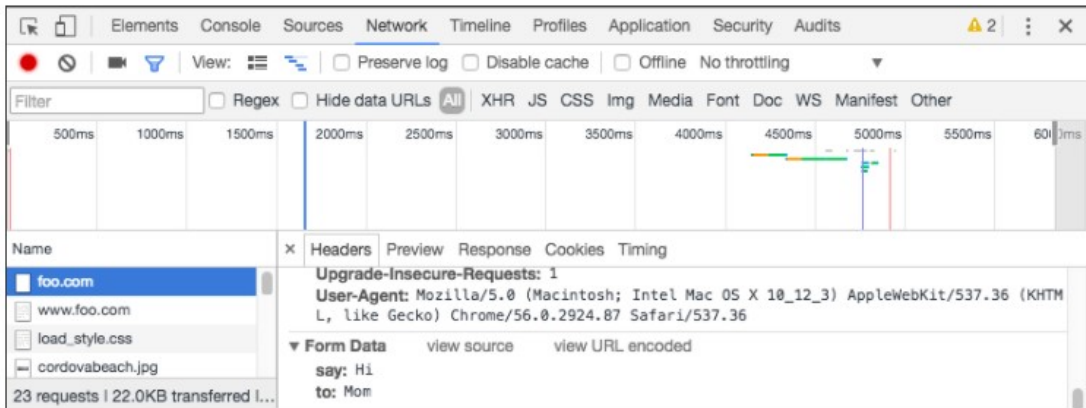 Elements Console Sources Network Timeline Profiles Application Security Audits 2
View: Preserve log Disable cache Offline No throttling
Filter Regex Hide data URLs All XHR JS CSS Img Media Font Doc WS Manifest Other
500ms 1000ms 1500ms 2000ms 2500ms 3000ms 3500ms 4000ms 4500ms 5000ms 5500ms
Name
foo.com
www.foo.com
load_style.css
cordovabeach.jpg
23 requests | 22.0KB transferred |...
Headers Preview Response Cookies Timing
Upgrade-Insecure-Requests: 1
User-Agent: Mozilla/5.0 (Macintosh; Intel Mac OS X 10_12_3) AppleWebKit/537.36 (KHTM
L, like Gecko) Chrome/56.0.2924.87 Safari/537.36
Form Data view source view URL encoded
say: Hi
to: Mom